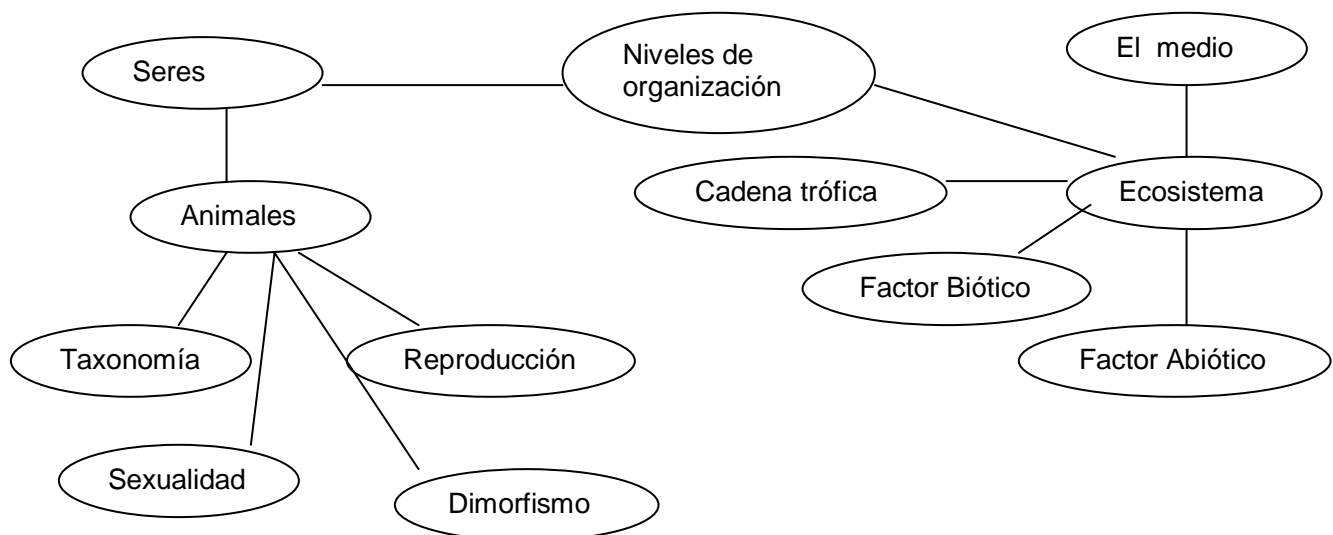 Seres
Niveles de
organización
El medio
Cadena trófica
Ecosistema
Animales
Factor Biótico
Taxonomía
Reproducción
Factor Abiótico
Sexualidad
Dimorfismo